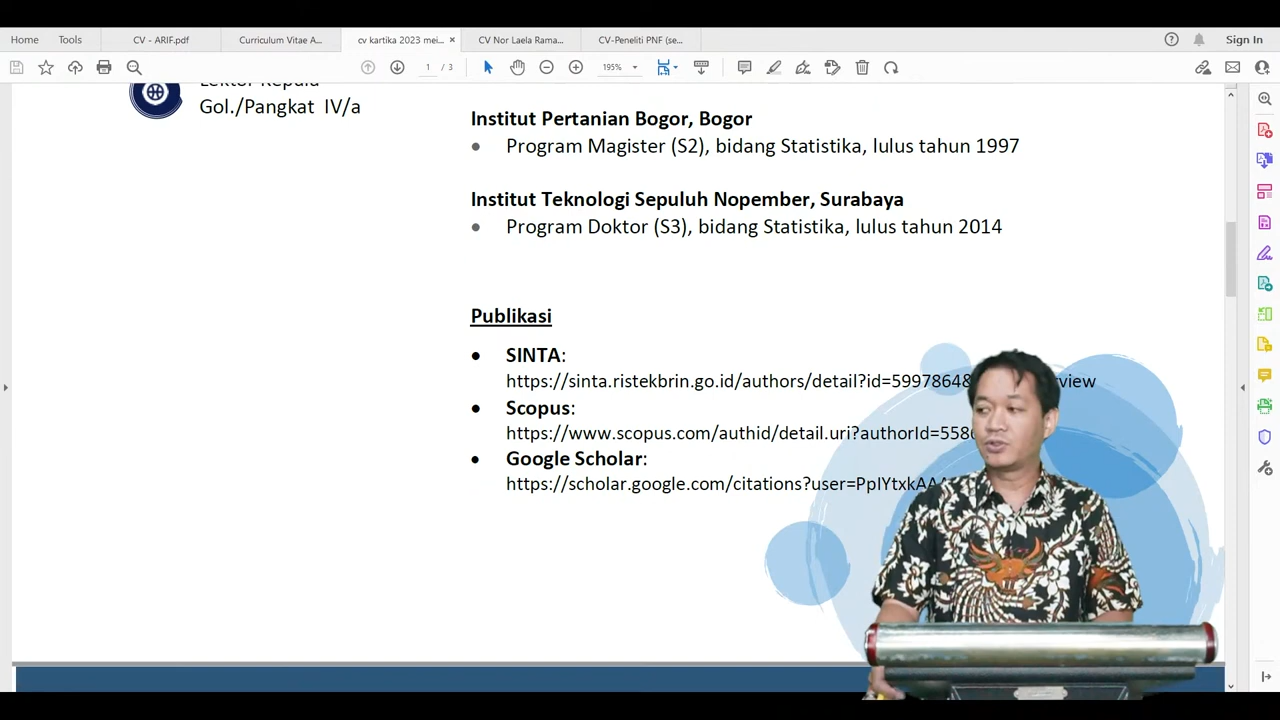 Home Tools CV - ARIF.pdf Curriculum Vitae A... cv kartika 2023 mei... × CV Nor Laela Rama... CV-Peneliti PNF (se... Sign In
1 / 3 195%
Gol./Pangkat IV/a
Institut Pertanian Bogor, Bogor
• Program Magister (S2), bidang Statistika, lulus tahun 1997
Institut Teknologi Sepuluh Nopember, Surabaya
• Program Doktor (S3), bidang Statistika, lulus tahun 2014
Publikasi
• SINTA:
https://sinta.ristekbrin.go.id/authors/detail?id=5997864
• Scopus:
https://www.scopus.com/authid/detail.uri?authorId=558
• Google Scholar:
https://scholar.google.com/citations?user=PpIYtxkAA